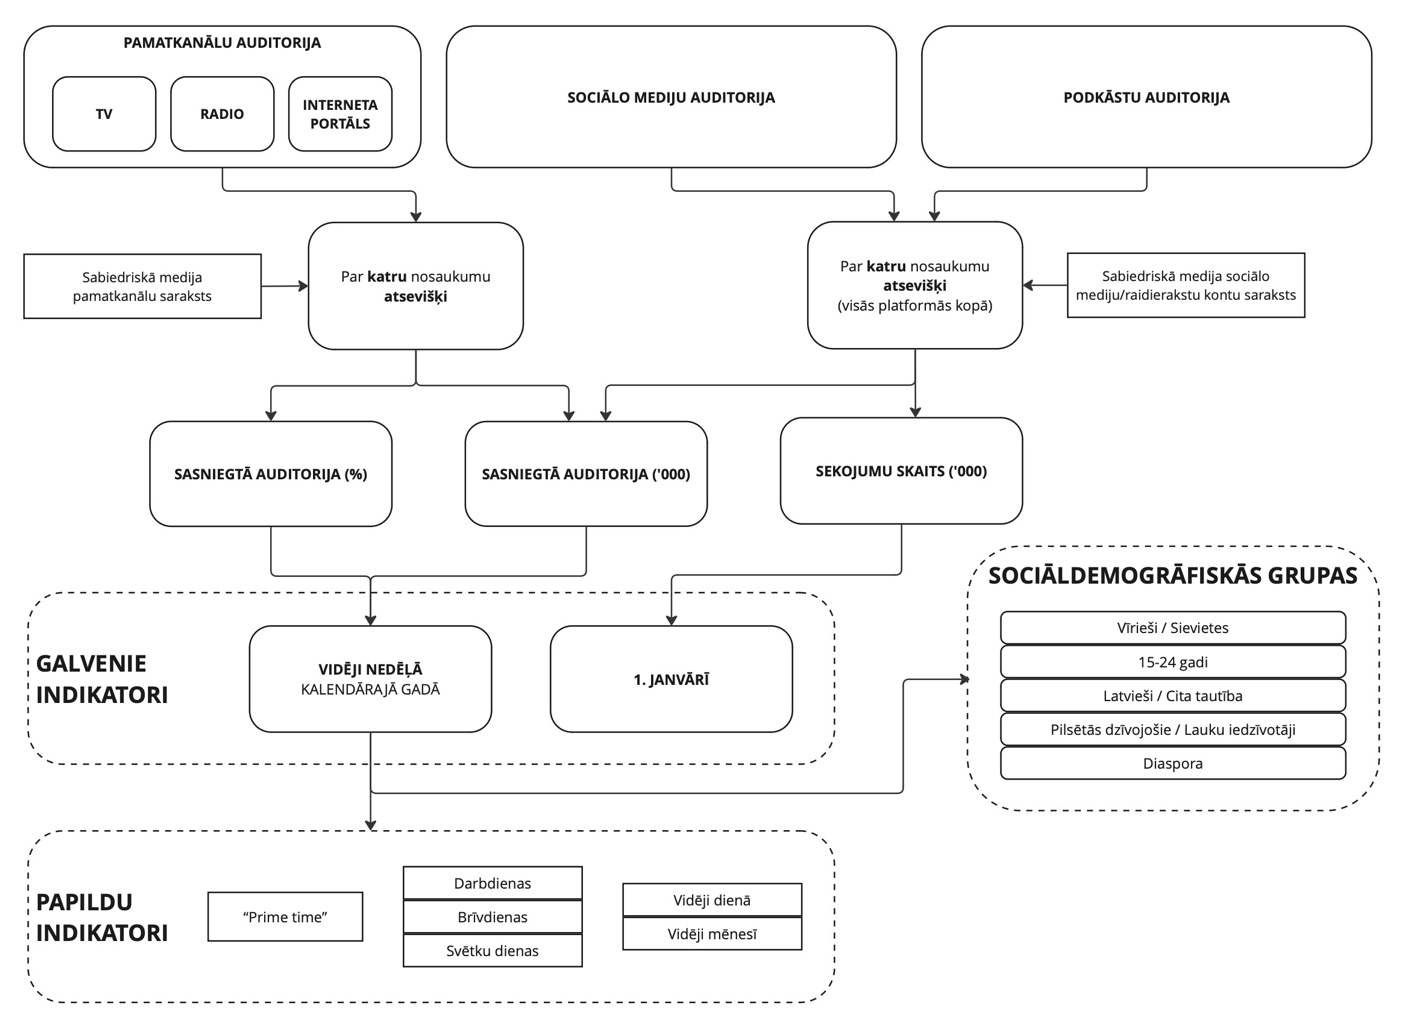 PAMATKANĀLU AUDITORIJA
TV
RADIO
INTERNETA
PORTĀLS
SOCIĀLO MEDIJU AUDITORIJA
PODKĀSTU AUDITORIJA
Sabiedriskā medija
pamatkanālu saraksts
Par katru nosaukumu
atsevišķi
Par katru nosaukumu
atsevišķi
(visās platformās kopā)
Sabiedriskā medija sociālo
mediju/raidierakstu kontu saraksts
SASNIEGTĀ AUDITORIJA (%)
SASNIEGTĀ AUDITORIJA ('000)
SEKOJUMU SKAITS ('000)
GALVENIE
INDIKATORI
VIDĒJI NEDĒĻĀ
KALENDĀRAJĀ GADĀ
1. JANVĀRĪ
SOCIĀLDEMOGRĀFISKĀS GRUPAS
Vīrieši / Sievietes
15-24 gadi
Latvieši / Cita tautība
Pilsētās dzīvojošie / Lauku iedzīvotāji
Diaspora
PAPILDU
INDIKATORI
“Prime time”
Darbdienas
Brīvdienas
Svētku dienas
Vidēji dienā
Vidēji mēnesī